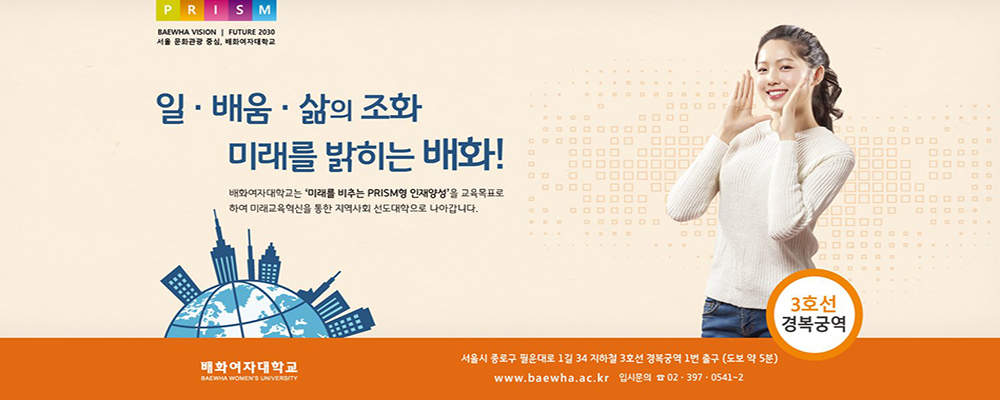 PRISM
BAEWHA VISION | FUTURE 2030
서울 문화관광 중심, 배화여자대학교
일 · 배움 · 삶의 조화
미래를 밝히는 배화!
배화여자대학교는 '미래를 비추는 PRISM형 인재양성'을 교육목표로
하여 미래교육혁신을 통한 지역사회 선도대학으로 나아갑니다.
3호선
경복궁역
배화여자대학교
BAEWHA WOMEN'S UNIVERSITY
서울시 종로구 필운대로 1길 34 지하철 3호선 경복궁역 1번 출구 (도보 약 5분)
www.baewha.ac.kr 입시문의 ☎ 02 · 397 · 0541~2